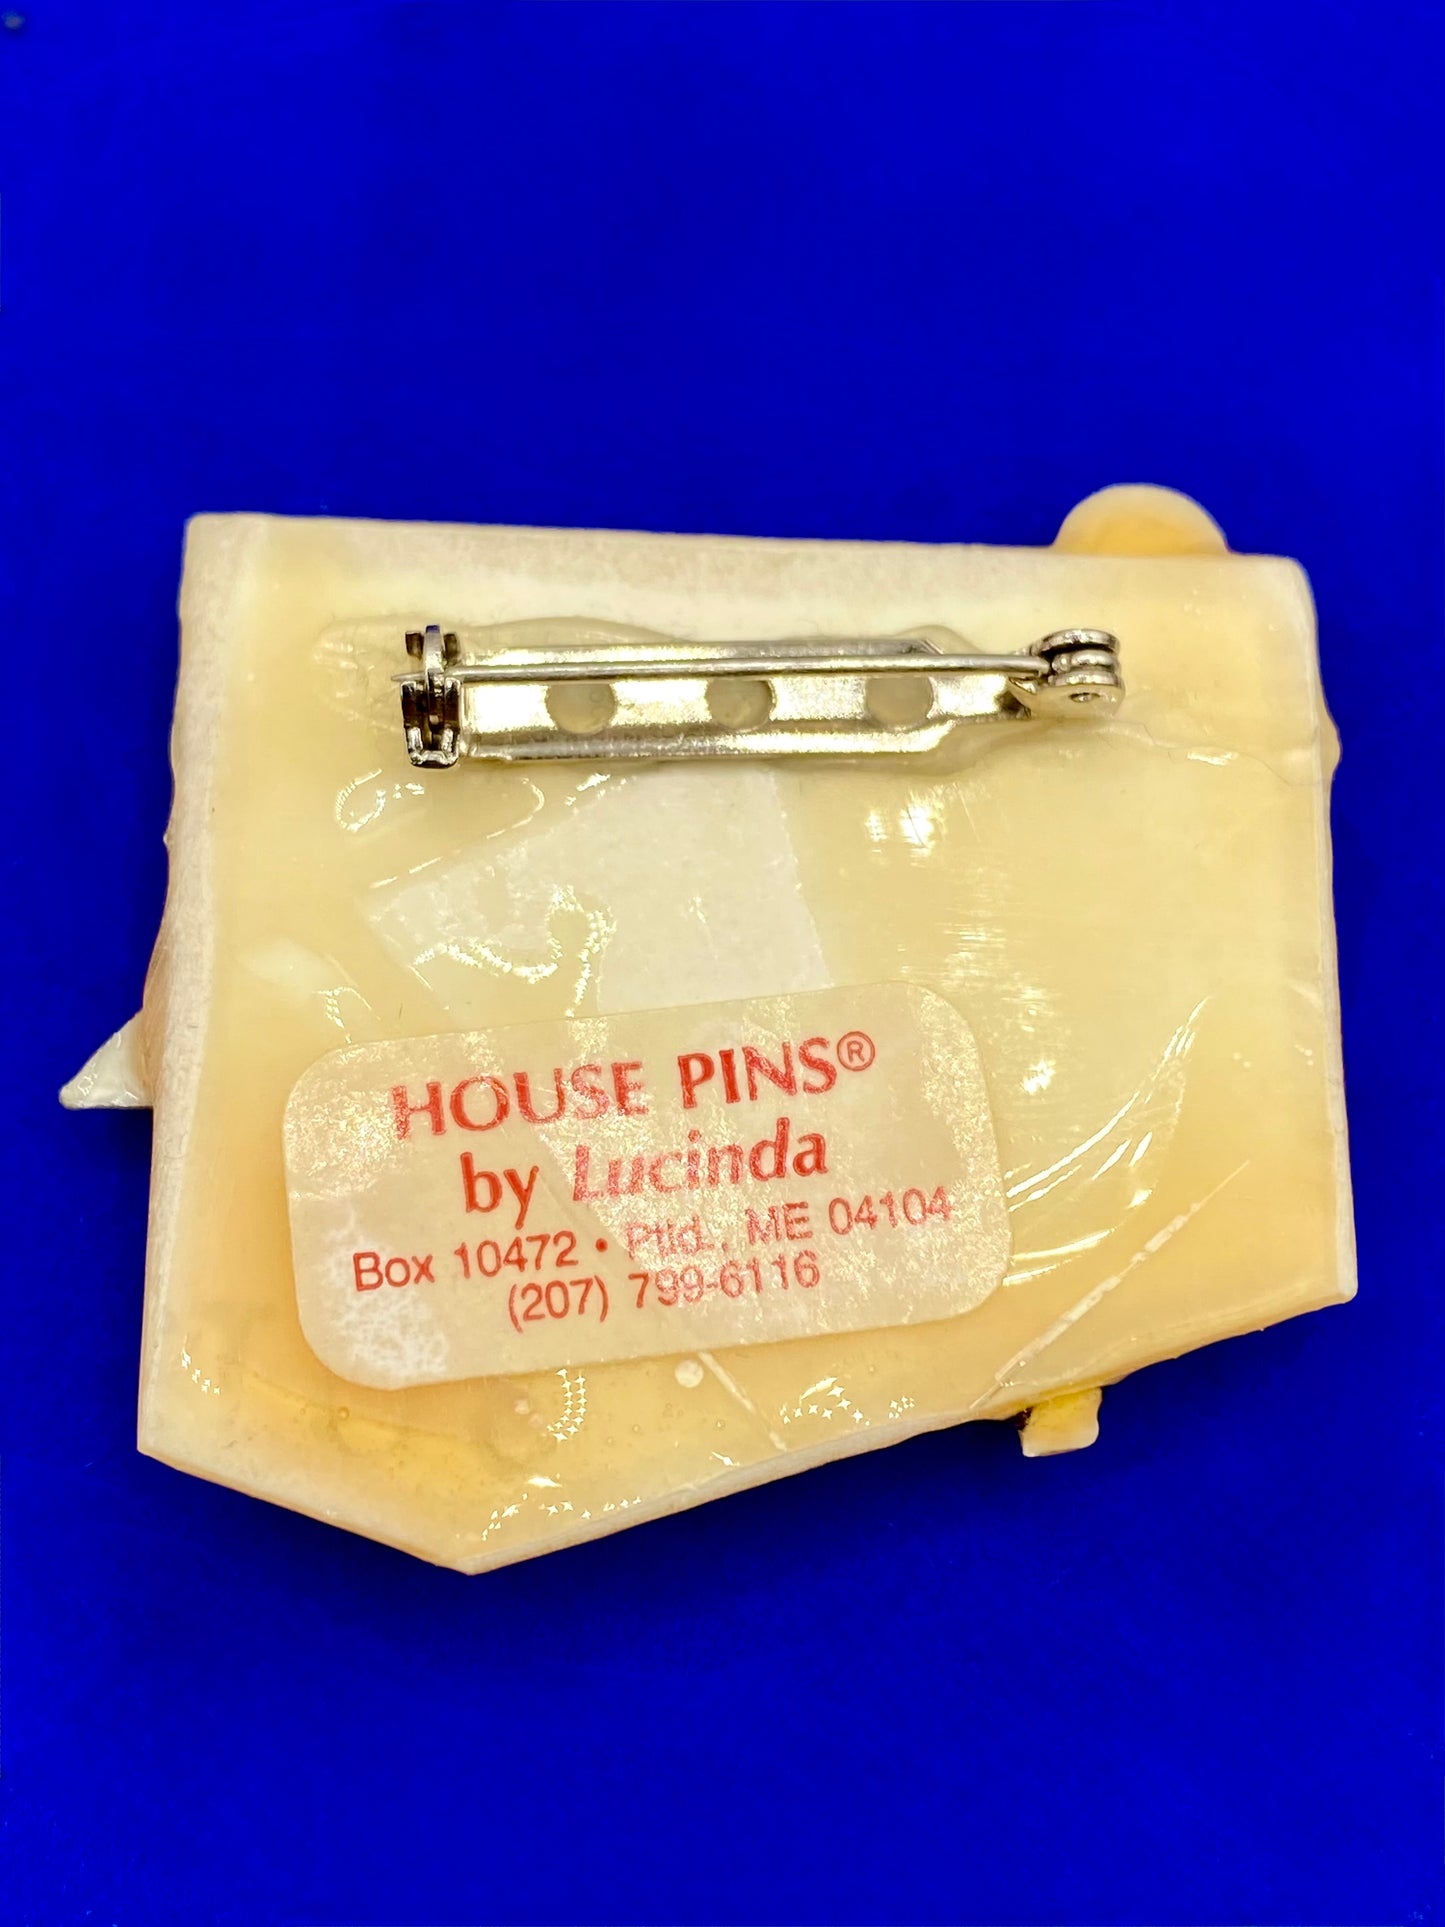 HOUSE PINS®
by Lucinda
Box 10472 • Ptld., ME 04104
(207) 799-6116